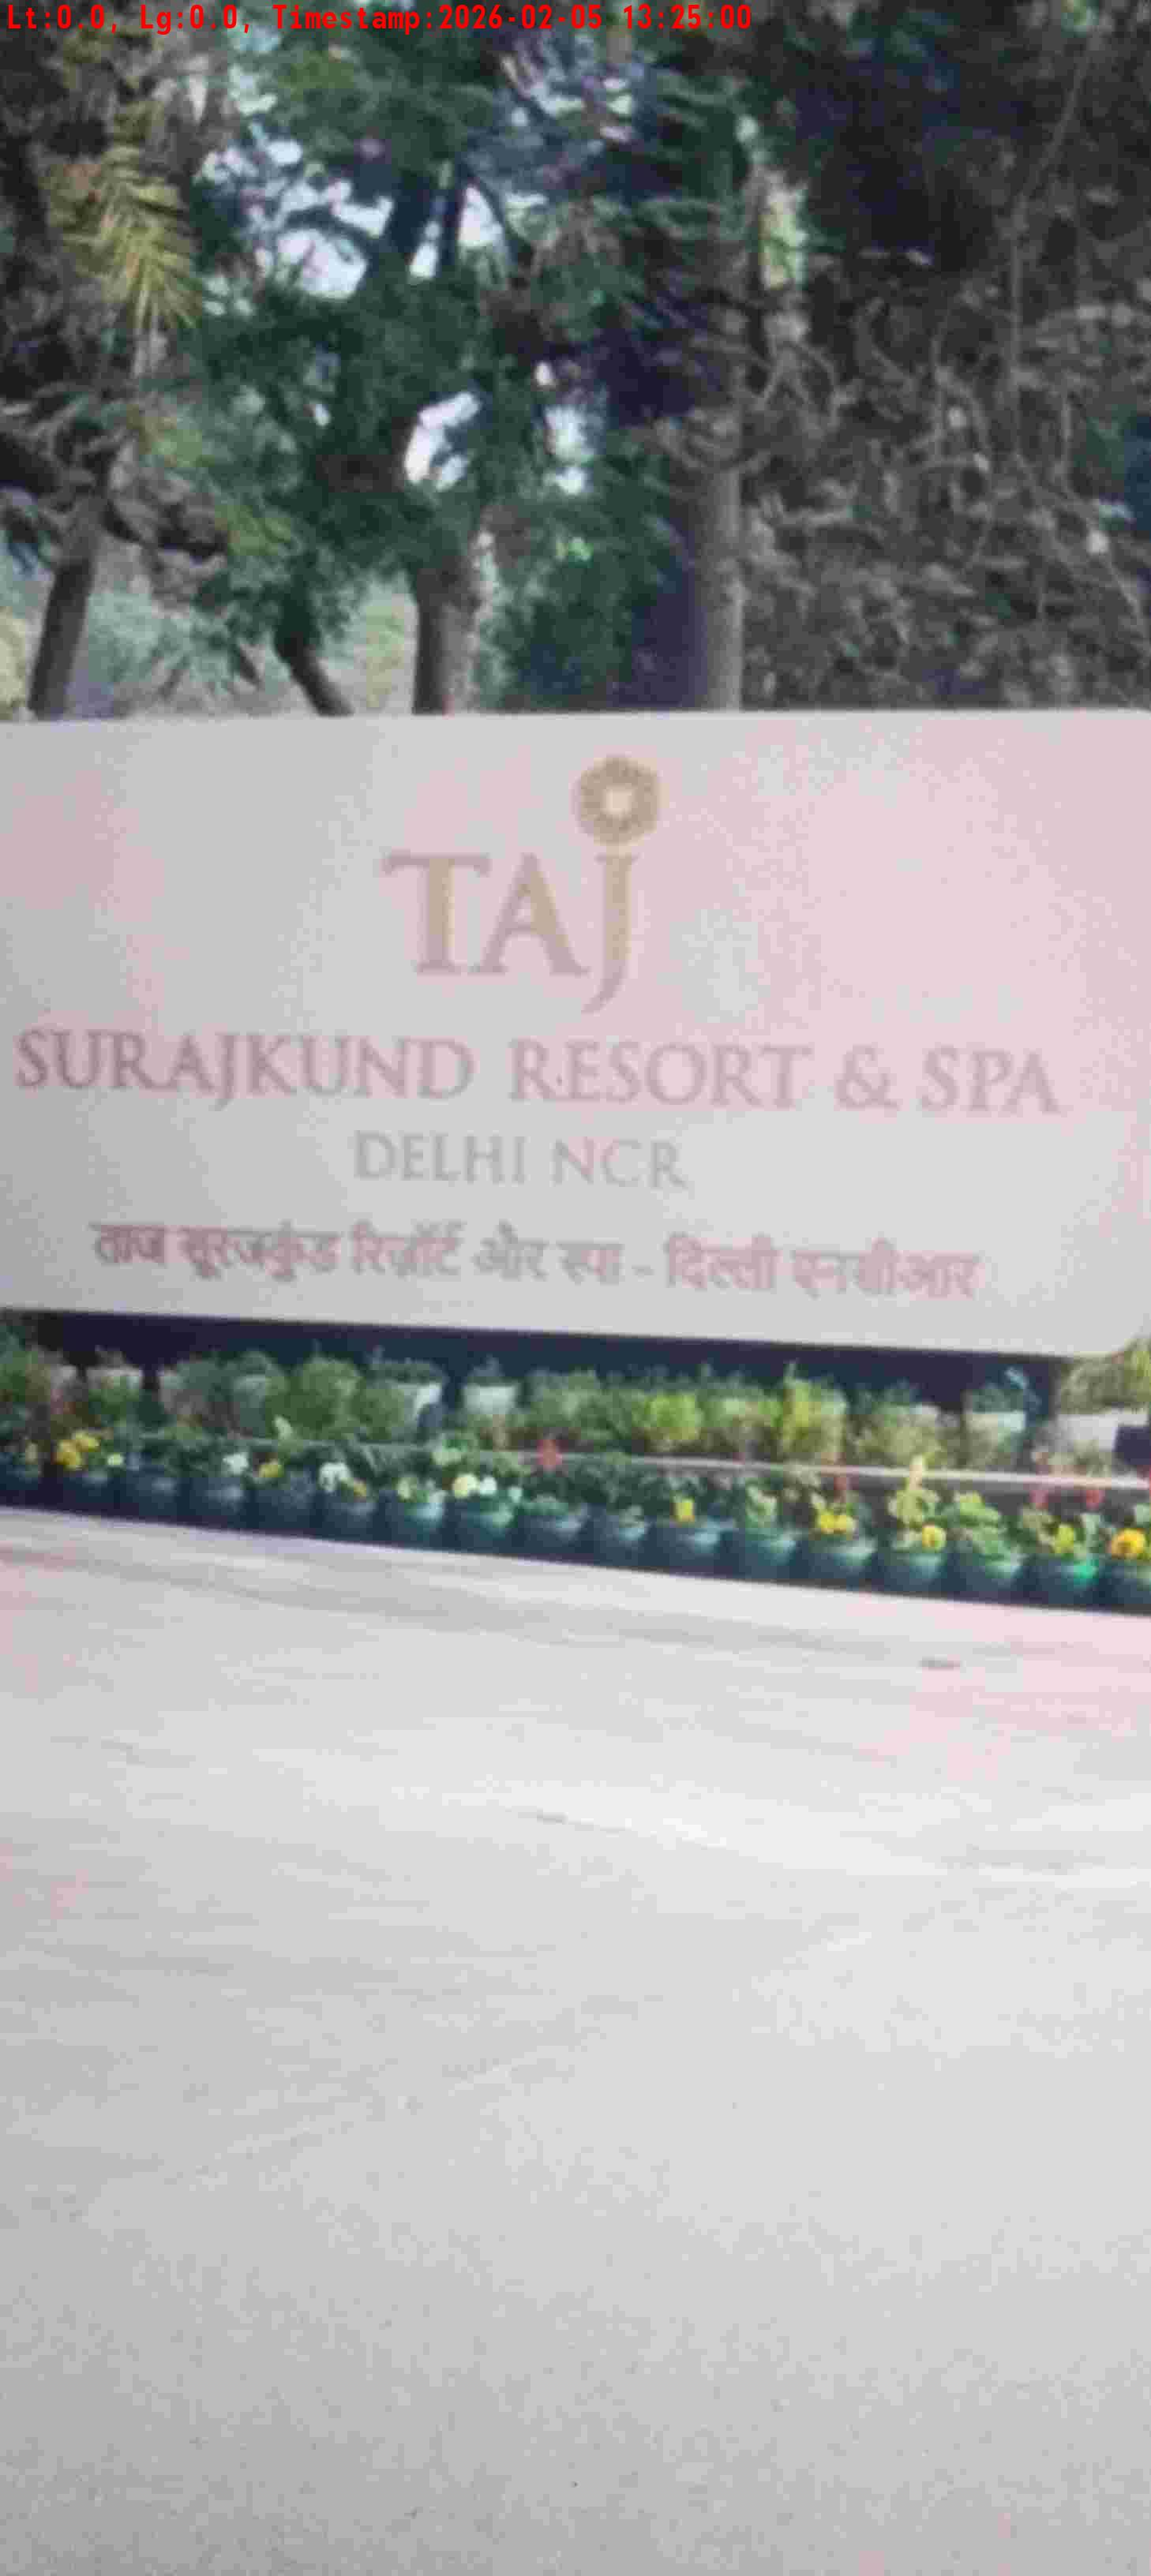 Lt:0.0, Lg:0.0, Timestamp:2026-02-05 13:25:00
TAJ
SURAJKUND RESORT & SPA
DELHI NCR
ताज सूरजकुंड रिज़ॉर्ट और स्पा - दिल्ली एनसीआर